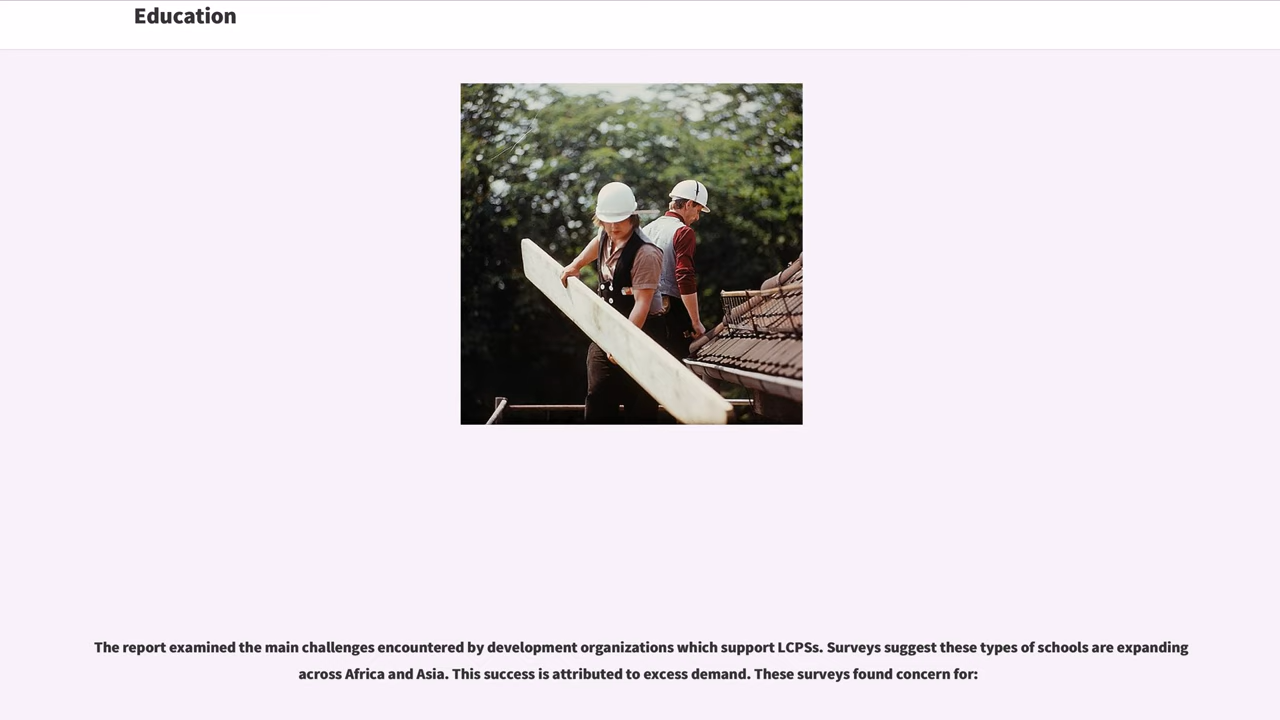 Education
The report examined the main challenges encountered by development organizations which support LCPSs. Surveys suggest these types of schools are expanding
across Africa and Asia. This success is attributed to excess demand. These surveys found concern for: